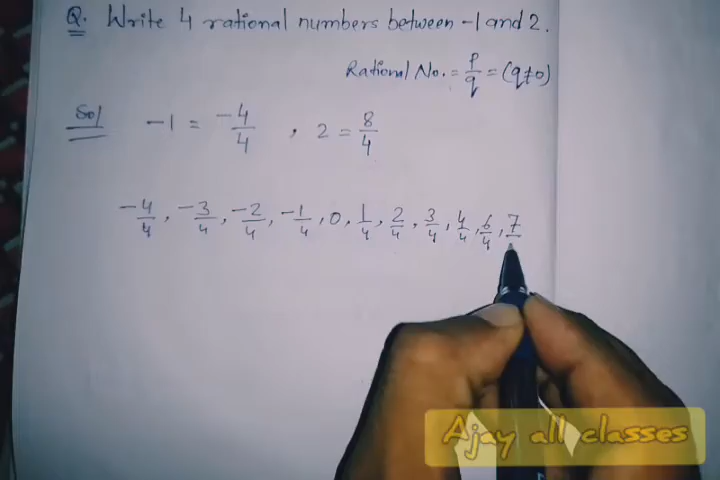 Q. Write 4 rational numbers between -1 and 2.
Rational No. = p/q = (q≠0)
Sol -1 = -4/4 , 2 = 8/4
-4/4, -3/4, -2/4, -1/4, 0, 1/4, 2/4, 3/4, 4/4, 6/4, 7/
Ajay all classes